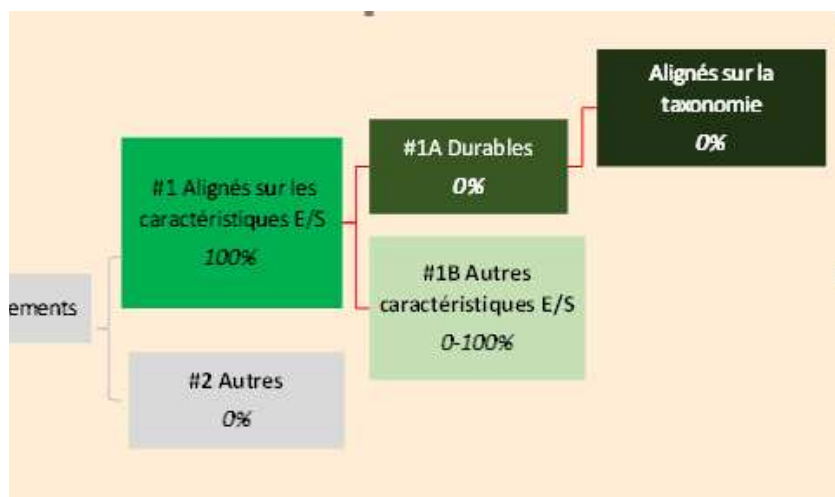 Alignés sur la
taxonomie
0%
#1A Durables
0%
#1 Alignés sur les
caractéristiques E/S
100%
#1B Autres
caractéristiques E/S
0-100%
ements
#2 Autres
0%